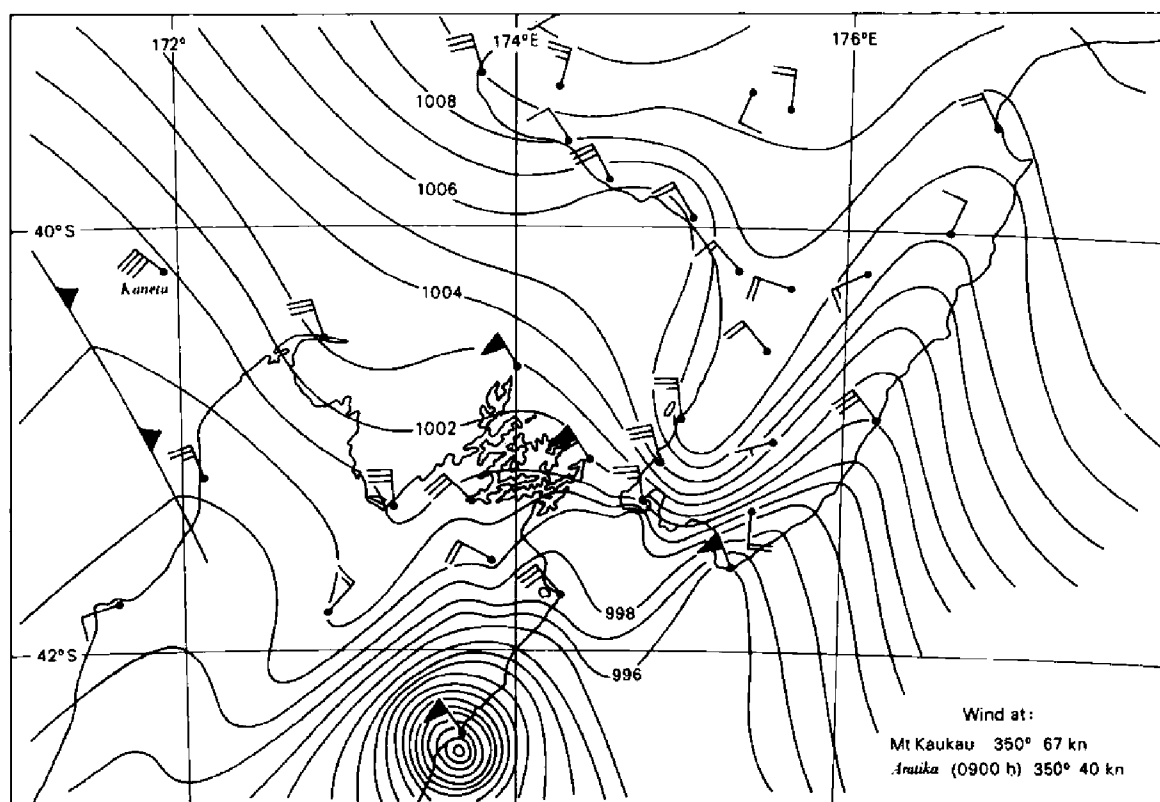 172°
174°E
176°E
1008
1006
40°S
Kaneta
1004
1002
998
42°S
996
Wind at:
Mt Kaukau 350° 67 kn
Aratika (0900 h) 350° 40 kn